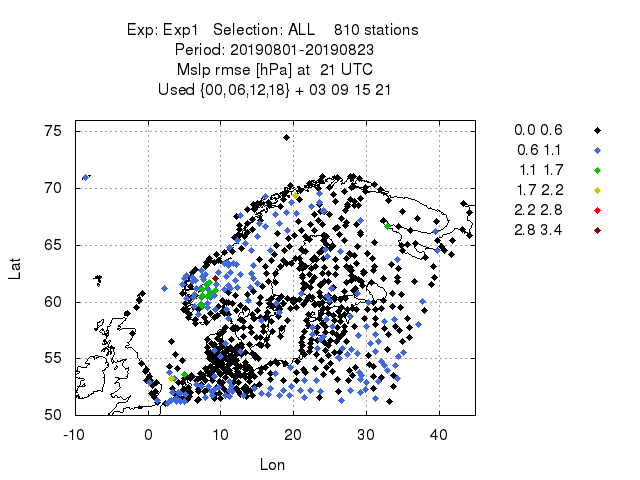 Exp: Exp1 Selection: ALL 810 stations
Period: 20190801-20190823
Mslp rmse [hPa] at 21 UTC
Used {00,06,12,18} + 03 09 15 21
0.0 0.6
0.6 1.1
1.1 1.7
1.7 2.2
2.2 2.8
2.8 3.4
75
70
65
60
55
50
Lat
-10 0 10 20 30 40
Lon